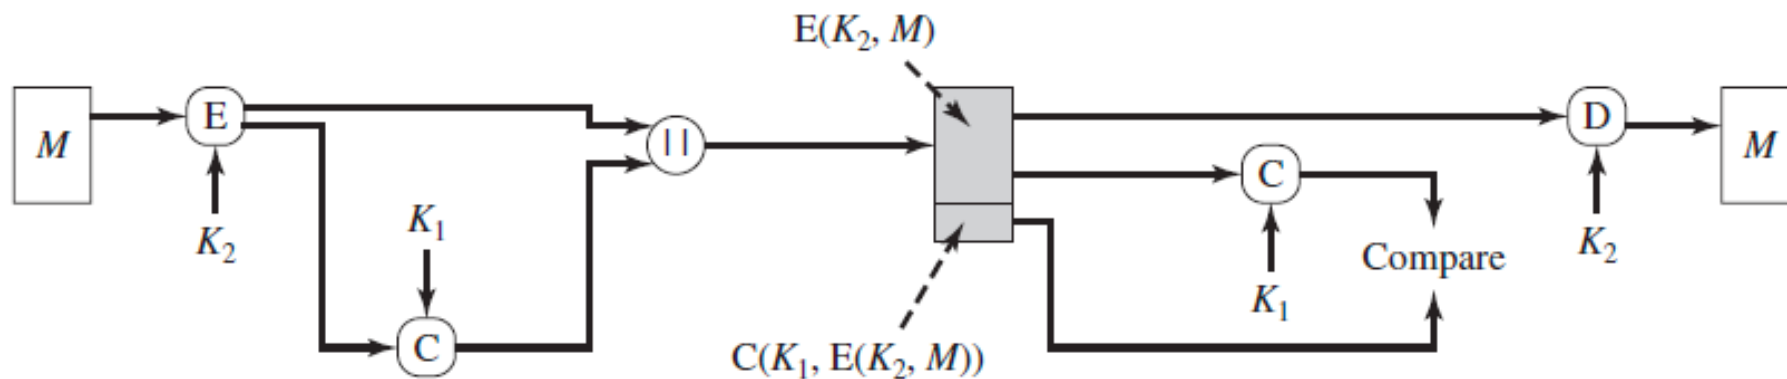 E(K₂, M)
M
E
K₂
K₁
C
||
C(K₁, E(K₂, M))
C
K₁
Compare
D
K₂
M